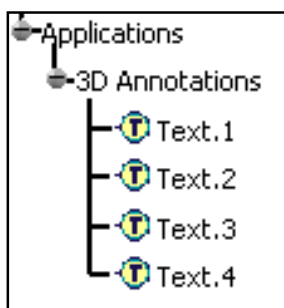 Applications
3D Annotations
T Text.1
T Text.2
T Text.3
T Text.4